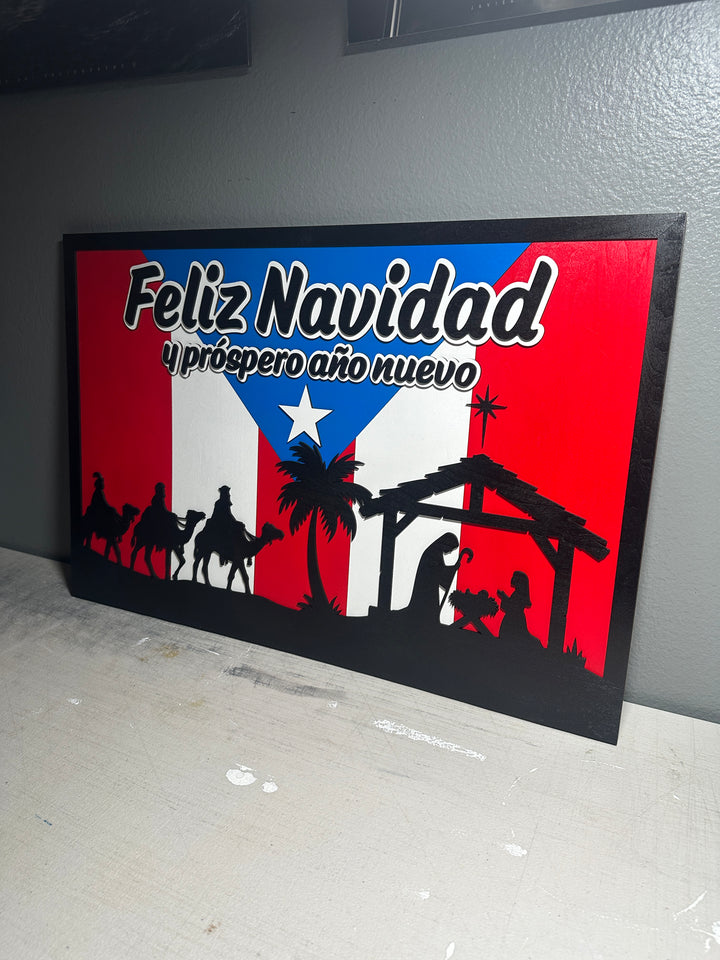 Feliz Navidad
y próspero año nuevo